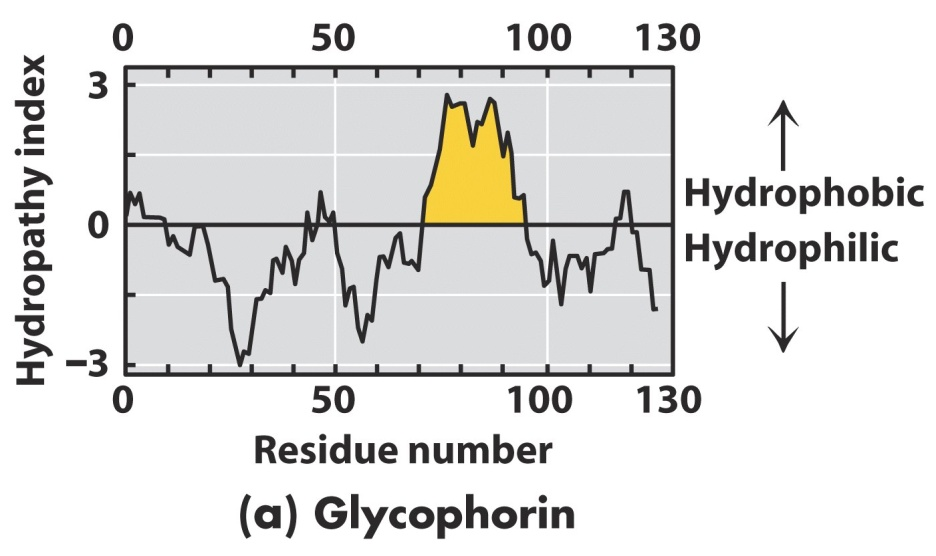 0 50 100 130
Hydropathy index
3
0
−3
Hydrophobic
Hydrophilic
0 50 100 130
Residue number
(a) Glycophorin